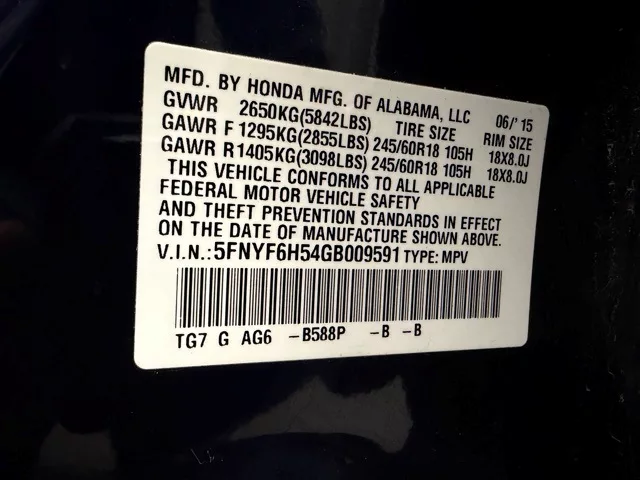 MFD. BY HONDA MFG. OF ALABAMA, LLC 06/'15
GVWR 2650KG(5842LBS) TIRE SIZE RIM SIZE
GAWR F 1295KG(2855LBS) 245/60R18 105H 18X8.0J
GAWR R 1405KG(3098LBS) 245/60R18 105H 18X8.0J
THIS VEHICLE CONFORMS TO ALL APPLICABLE
FEDERAL MOTOR VEHICLE SAFETY
AND THEFT PREVENTION STANDARDS IN EFFECT
ON THE DATE OF MANUFACTURE SHOWN ABOVE.
V.I.N.:5FNYF6H54GB009591 TYPE: MPV
TG7 G AG6 -B588P -B -B